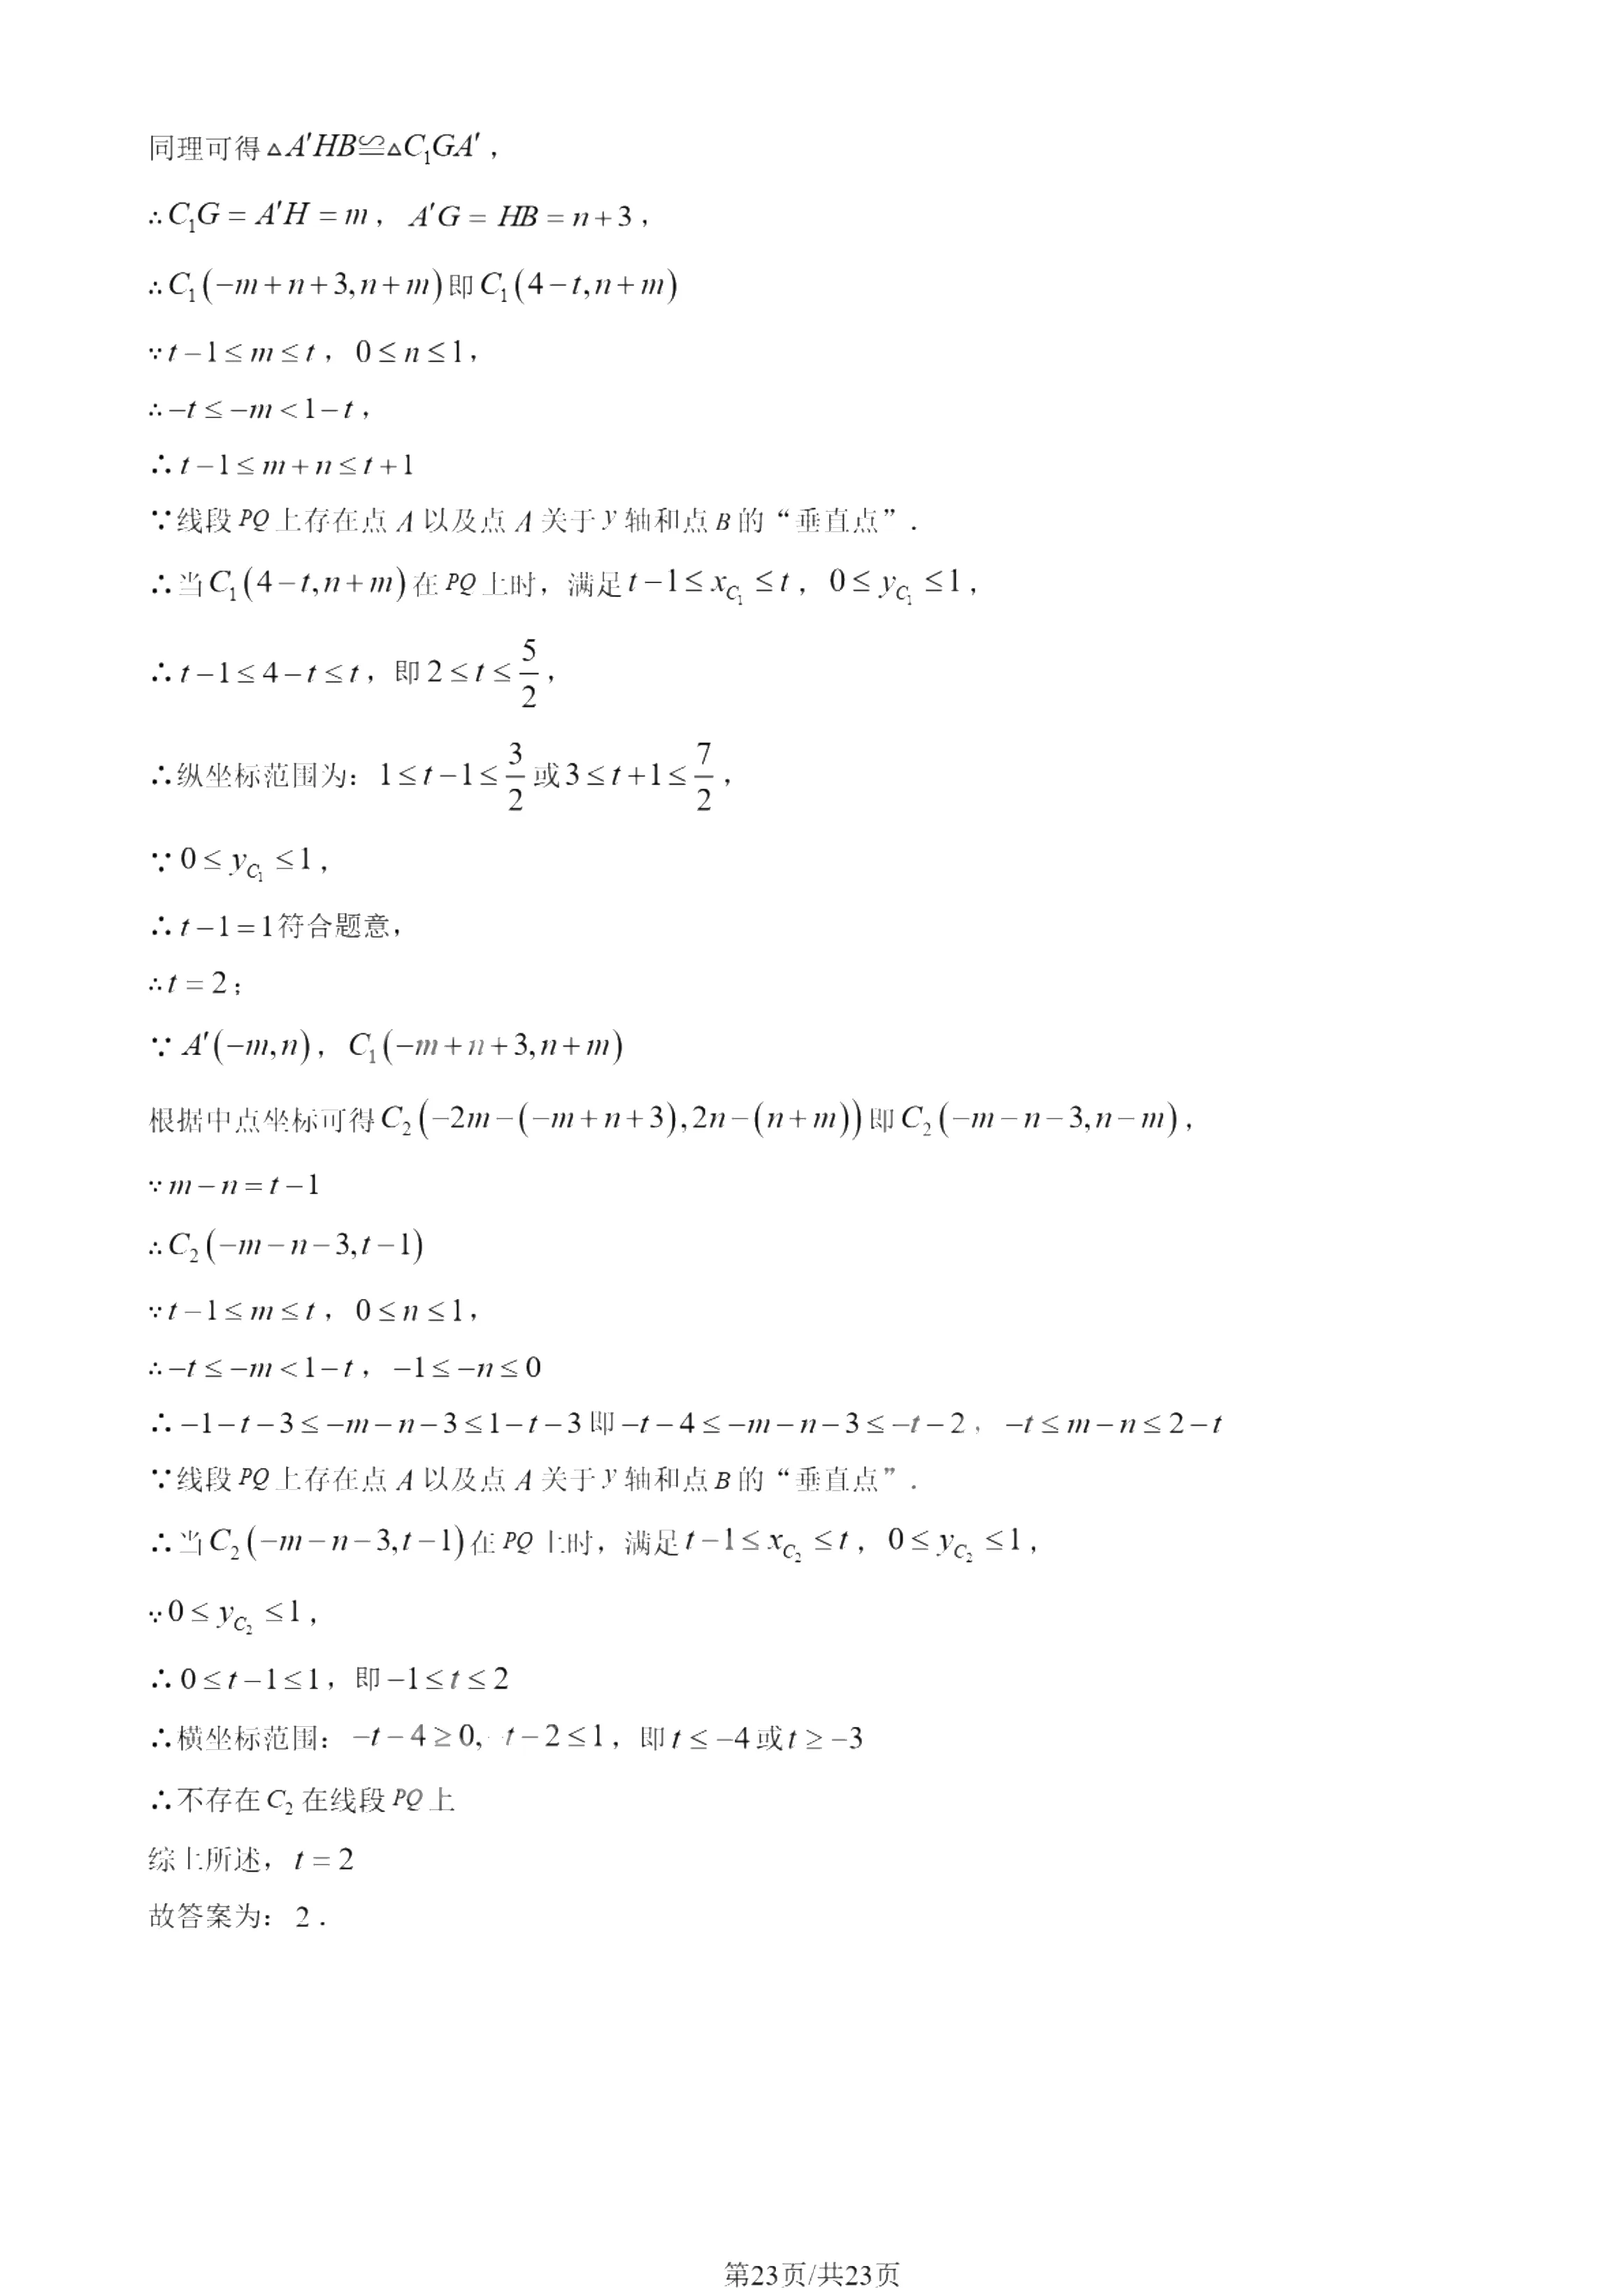 同理可得△A′HB≌△C₁GA′，
∴C₁G = A′H = m， A′G = HB = n+3，
∴C₁(−m+n+3,n+m)即C₁(4−t,n+m)
∵t−1≤m≤t，0≤n≤1，
∴−t≤−m<1−t，
∴t−1≤m+n≤t+1
∵线段PQ上存在点A以及点A关于y轴和点B的“垂直点”.
∴当C₁(4−t,n+m)在PQ上时，满足t−1≤x_{C₁}≤t，0≤y_{C₁}≤1，
∴t−1≤4−t≤t，即2≤t≤5/2，
∴纵坐标范围为：1≤t−1≤3/2或3≤t+1≤7/2，
∵0≤y_{C₁}≤1，
∴t−1=1符合题意，
∴t=2；
∵A′(−m,n)，C₁(−m+n+3,n+m)
根据中点坐标可得C₂(−2m−(−m+n+3),2n−(n+m))即C₂(−m−n−3,n−m)，
∵m−n=t−1
∴C₂(−m−n−3,t−1)
∵t−1≤m≤t，0≤n≤1，
∴−t≤−m<1−t，−1≤−n≤0
∴−1−t−3≤−m−n−3≤1−t−3即−t−4≤−m−n−3≤−t−2，−t≤m−n≤2−t
∵线段PQ上存在点A以及点A关于y轴和点B的“垂直点”.
∴当C₂(−m−n−3,t−1)在PQ上时，满足t−1≤x_{C₂}≤t，0≤y_{C₂}≤1，
∵0≤y_{C₂}≤1，
∴0≤t−1≤1，即−1≤t≤2
∴横坐标范围：−t−4≥0, t−2≤1，即t≤−4或t≥−3
∴不存在C₂在线段PQ上
综上所述，t=2
故答案为：2．
第23页/共23页